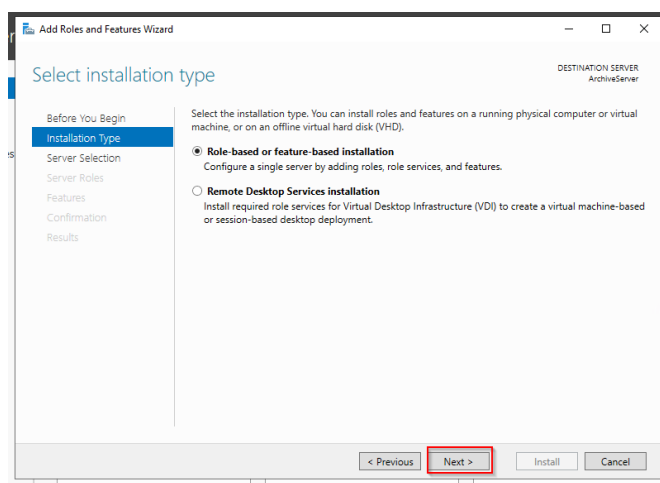 Add Roles and Features Wizard
Select installation type
DESTINATION SERVER
ArchiveServer
Before You Begin
Installation Type
Server Selection
Server Roles
Features
Confirmation
Results
Select the installation type. You can install roles and features on a running physical computer or virtual
machine, or on an offline virtual hard disk (VHD).
Role-based or feature-based installation
Configure a single server by adding roles, role services, and features.
Remote Desktop Services installation
Install required role services for Virtual Desktop Infrastructure (VDI) to create a virtual machine-based
or session-based desktop deployment.
< Previous
Next >
Install
Cancel